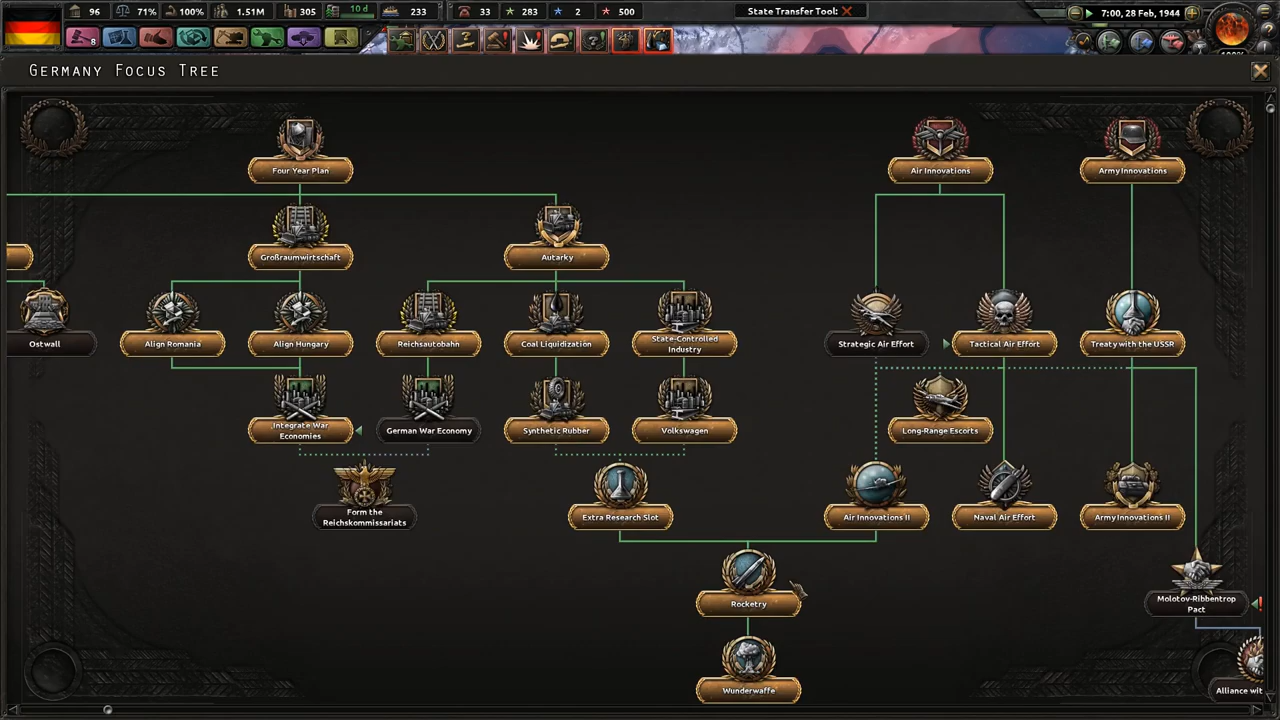 96 71% 100% 1.51M 305 10 d 233 33 283 2 500 State Transfer Tool: 7:00, 28 Feb, 1944
8
100%
GERMANY FOCUS TREE
Four Year Plan
Air Innovations
Army Innovations
Großraumwirtschaft
Autarky
Ostwall
Align Romania
Align Hungary
Reichsautobahn
Coal Liquidization
State-Controlled
Industry
Strategic Air Effort
Tactical Air Effort
Treaty with the USSR
Integrate War
Economies
German War Economy
Synthetic Rubber
Volkswagen
Long-Range Escorts
Form the
Reichskommissariats
Extra Research Slot
Air Innovations II
Naval Air Effort
Army Innovations II
Rocketry
Molotov-Ribbentrop
Pact
Wunderwaffe
Alliance wit